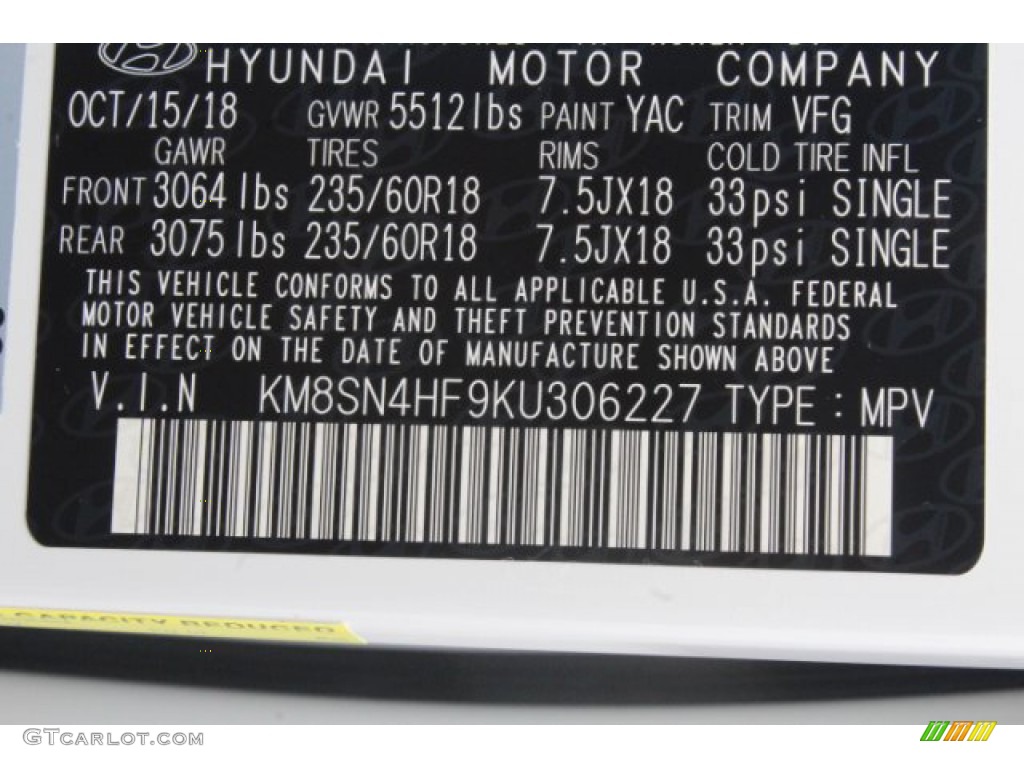 HYUNDAI MOTOR COMPANY
OCT/15/18 GVWR 5512lbs PAINT YAC TRIM VFG
GAWR TIRES RIMS COLD TIRE INFL
FRONT 3064lbs 235/60R18 7.5JX18 33psi SINGLE
REAR 3075lbs 235/60R18 7.5JX18 33psi SINGLE
THIS VEHICLE CONFORMS TO ALL APPLICABLE U.S.A. FEDERAL
MOTOR VEHICLE SAFETY AND THEFT PREVENTION STANDARDS
IN EFFECT ON THE DATE OF MANUFACTURE SHOWN ABOVE
V.I.N KM8SN4HF9KU306227 TYPE : MPV
CAPACITY REDUCED
GTCARLOT.COM